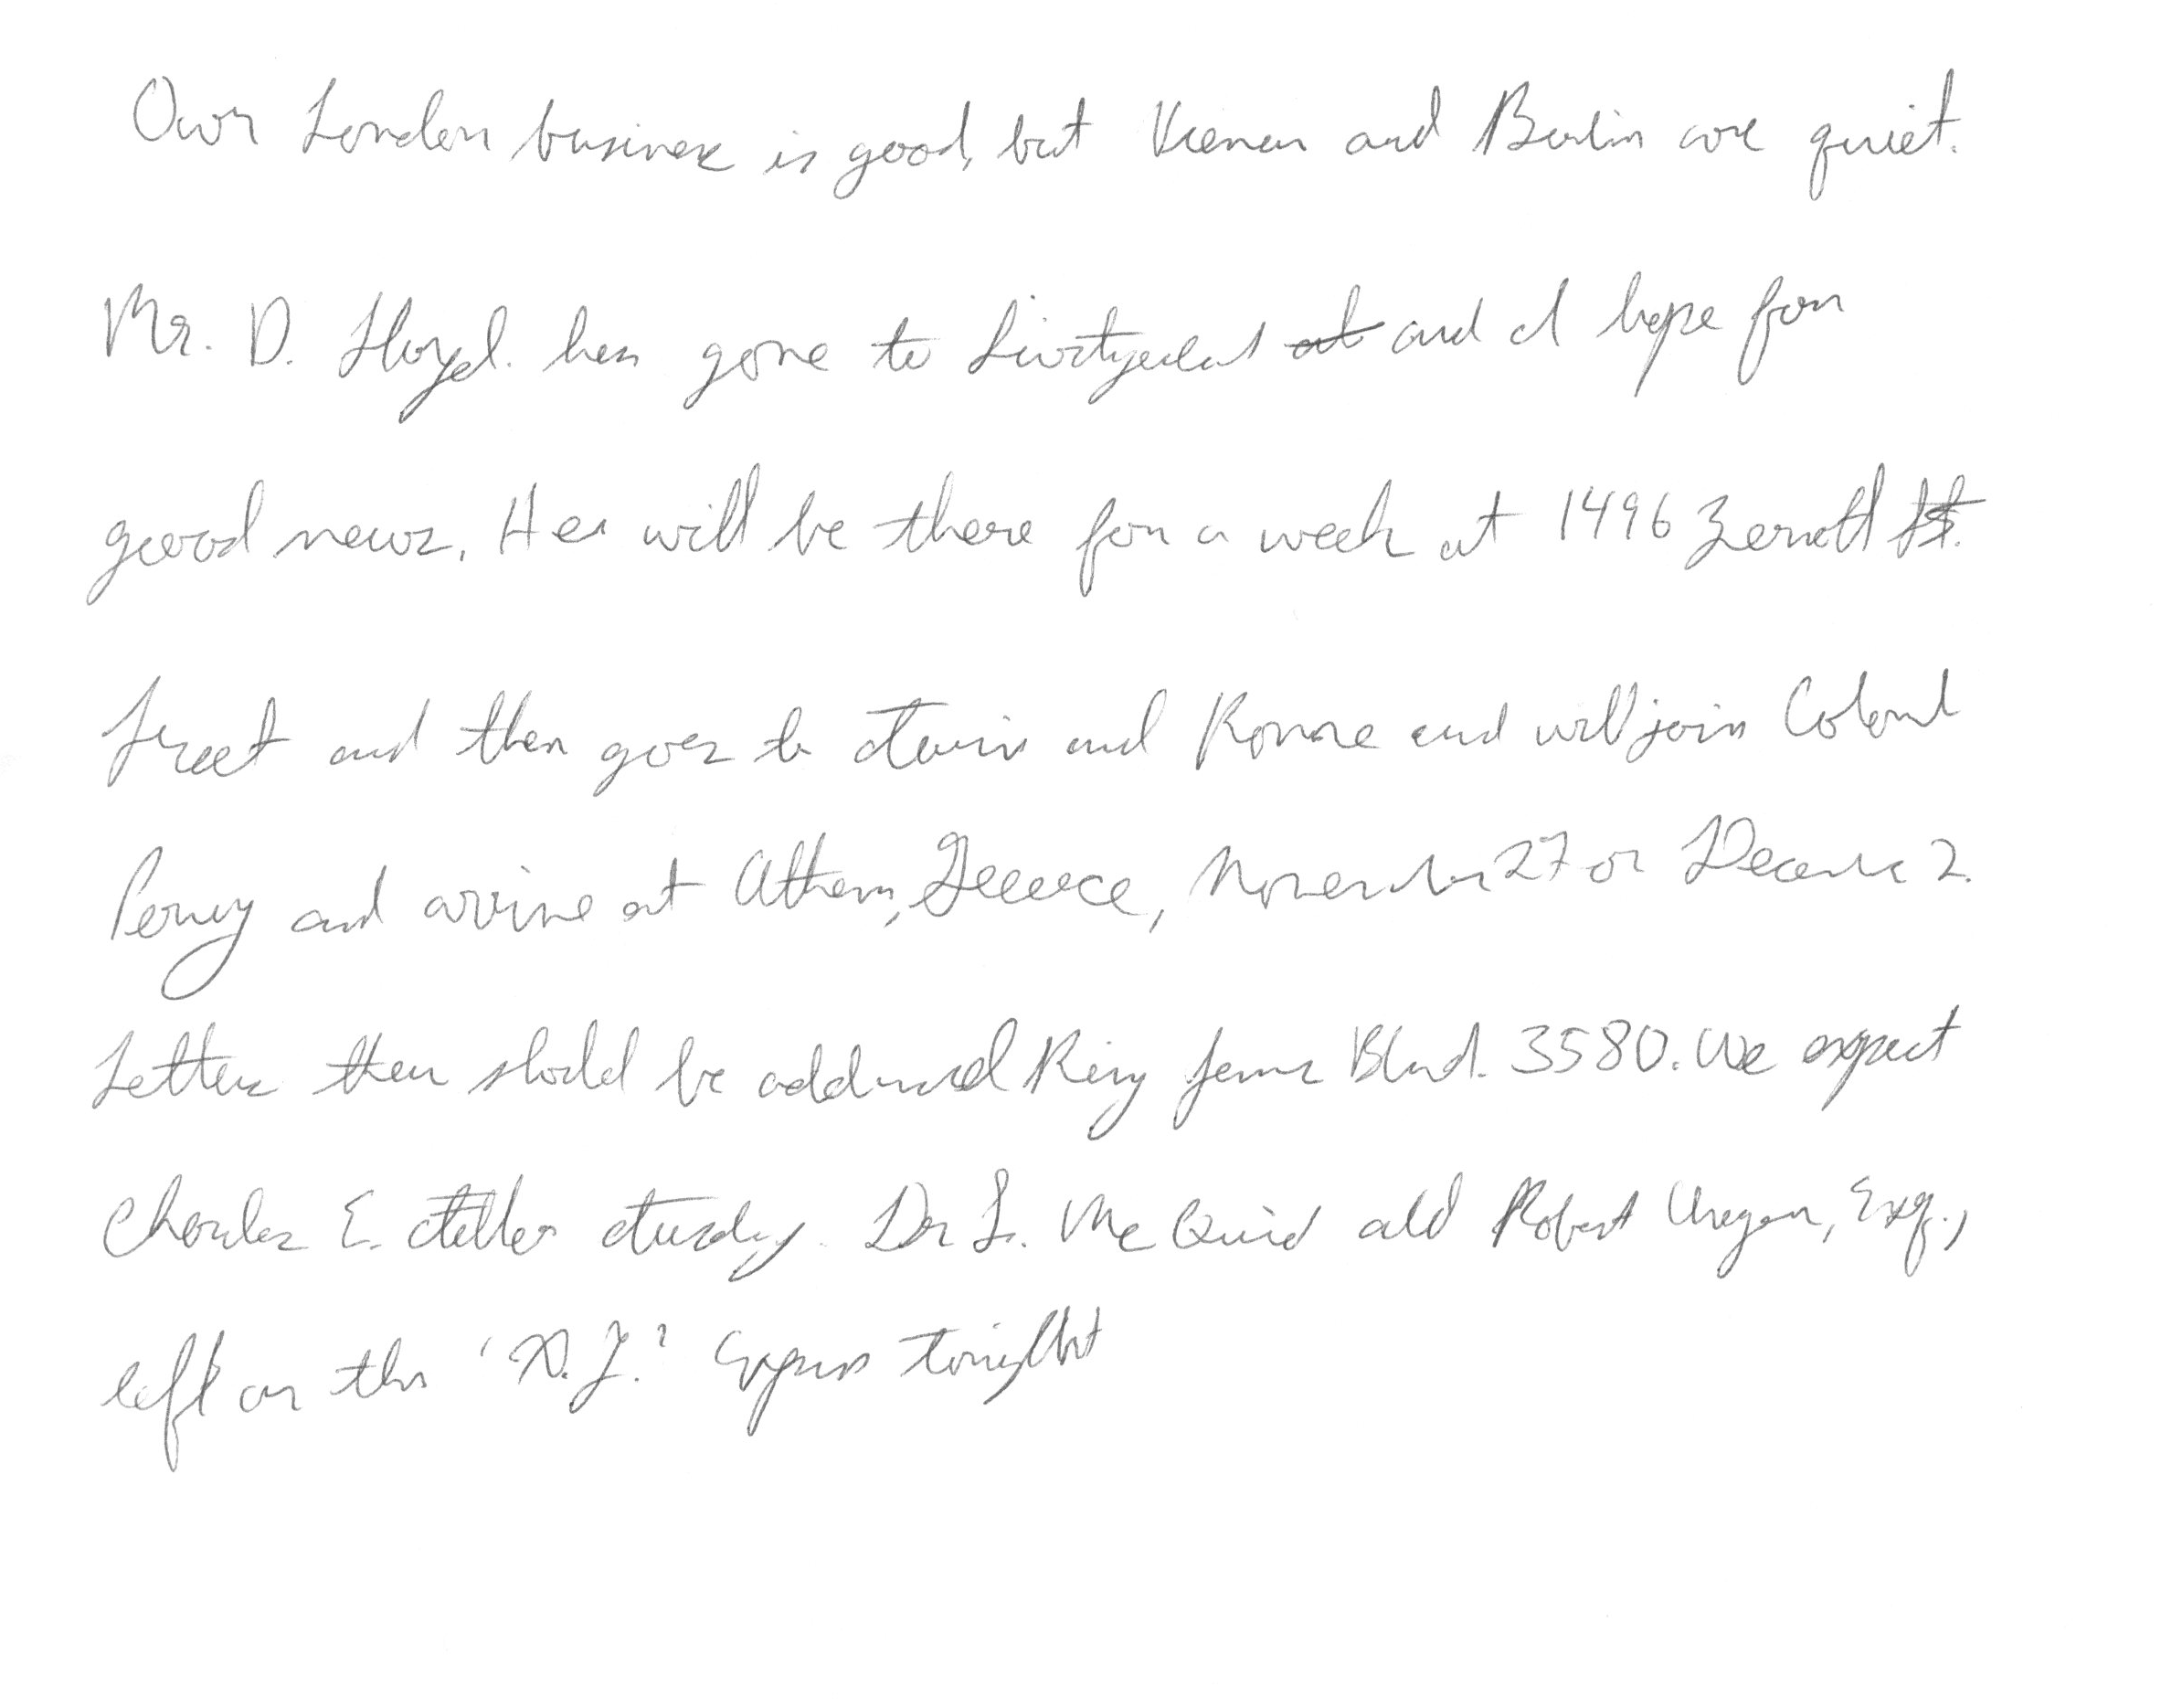 Our London business is good, but Vienna and Berlin are quiet.
Mr. D. Lloyd. has gone to and I hope for
good news. He will be there for a week at 1496 Zermott St.
Street and then goes to Turin and Rome and will join Colonel
Perry and arrive at Athens, Greece, November 27 or December 2.
Letters there should be addressed King James Blvd. 3580. We expect
Charles E. Fuller Tuesday. Dr L. McQuaid and Robert Unger, Esq.,
left on the 'X.Y.' Express tonight